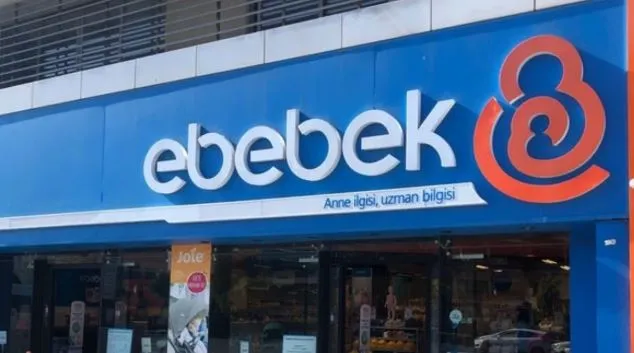 ebebek
Anne ilgisi, uzman bilgisi
Joie